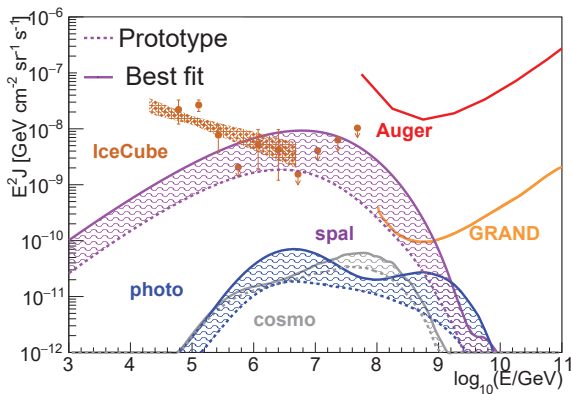 E²J [GeV cm⁻² sr⁻¹ s⁻¹]
10⁻⁶
10⁻⁷
10⁻⁸
10⁻⁹
10⁻¹⁰
10⁻¹¹
10⁻¹²
Prototype
Best fit
Auger
IceCube
GRAND
spal
photo
cosmo
3 4 5 6 7 8 9 10 11
log₁₀(E/GeV)